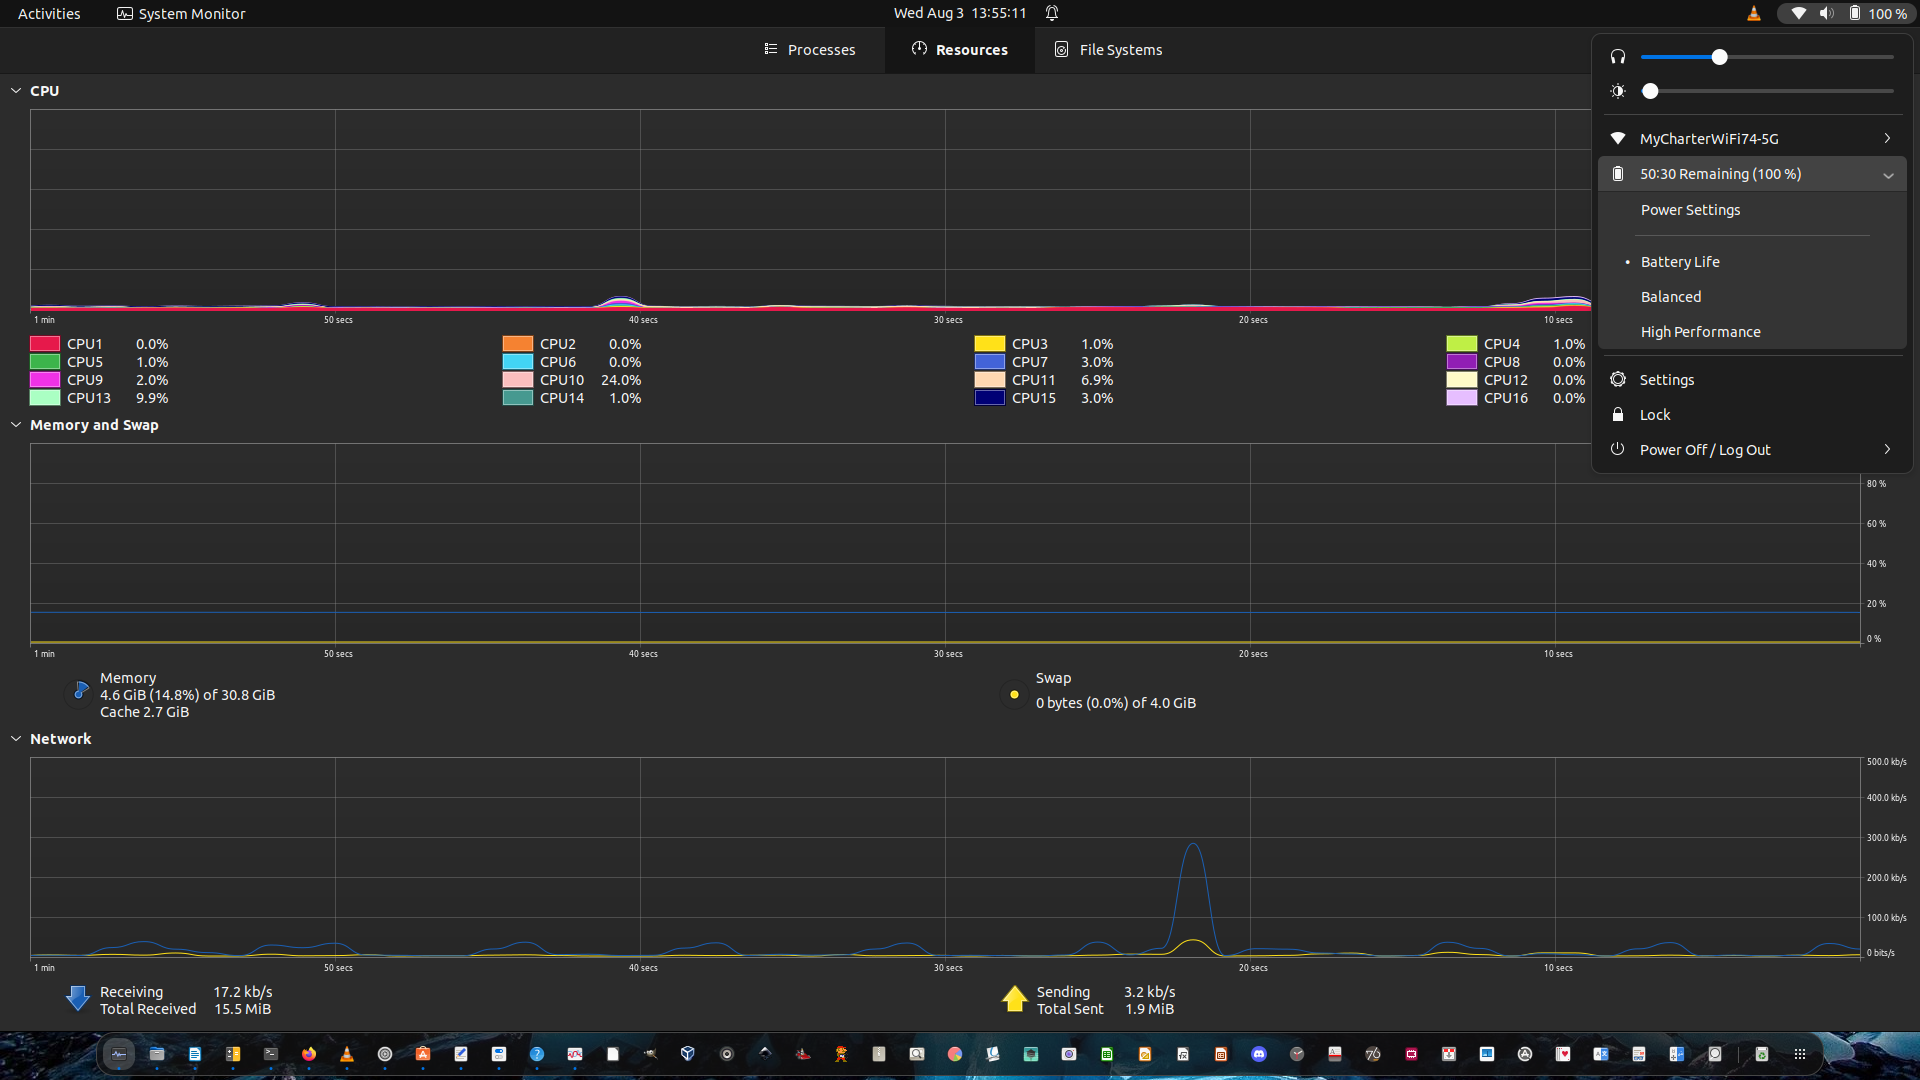 Activities System Monitor Wed Aug 3 13:55:11 100 %
Processes Resources File Systems
CPU
1 min 50 secs 40 secs 30 secs 20 secs 10 secs
CPU1 0.0% CPU2 0.0% CPU3 1.0% CPU4 1.0%
CPU5 1.0% CPU6 0.0% CPU7 3.0% CPU8 0.0%
CPU9 2.0% CPU10 24.0% CPU11 6.9% CPU12 0.0%
CPU13 9.9% CPU14 1.0% CPU15 3.0% CPU16 0.0%
MyCharterWiFi74-5G
50:30 Remaining (100 %)
Power Settings
Battery Life
Balanced
High Performance
Settings
Lock
Power Off / Log Out
Memory and Swap
80 %
60 %
40 %
20 %
0 %
1 min 50 secs 40 secs 30 secs 20 secs 10 secs
Memory
4.6 GiB (14.8%) of 30.8 GiB
Cache 2.7 GiB
Swap
0 bytes (0.0%) of 4.0 GiB
Network
500.0 kb/s
400.0 kb/s
300.0 kb/s
200.0 kb/s
100.0 kb/s
0 bits/s
1 min 50 secs 40 secs 30 secs 20 secs 10 secs
Receiving 17.2 kb/s
Total Received 15.5 MiB
Sending 3.2 kb/s
Total Sent 1.9 MiB